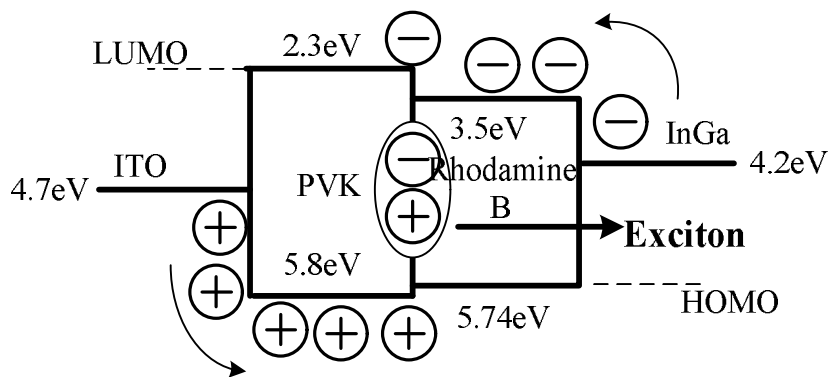 LUMO
2.3eV
3.5eV
InGa
ITO
PVK
Rhodamine
B
4.7eV
4.2eV
Exciton
5.8eV
5.74eV
HOMO